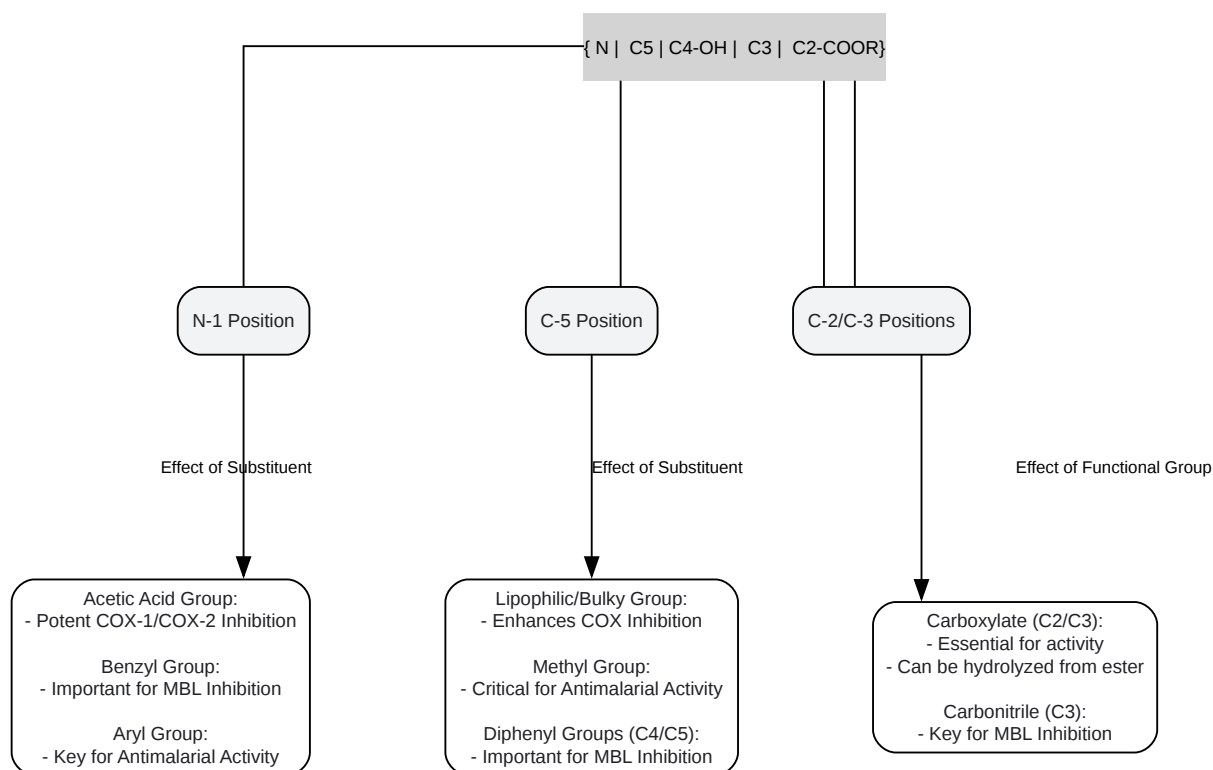 { N | C5 | C4-OH | C3 | C2-COOR}
N-1 Position
C-5 Position
C-2/C-3 Positions
Effect of Substituent
Effect of Substituent
Effect of Functional Group
Acetic Acid Group:
- Potent COX-1/COX-2 Inhibition
Benzyl Group:
- Important for MBL Inhibition
Aryl Group:
- Key for Antimalarial Activity
Lipophilic/Bulky Group:
- Enhances COX Inhibition
Methyl Group:
- Critical for Antimalarial Activity
Diphenyl Groups (C4/C5):
- Important for MBL Inhibition
Carboxylate (C2/C3):
- Essential for activity
- Can be hydrolyzed from ester
Carbonitrile (C3):
- Key for MBL Inhibition